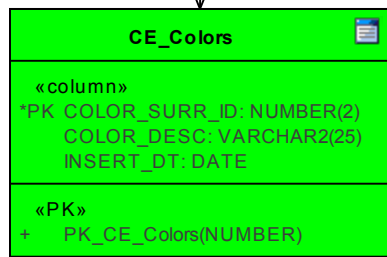 CE_Colors
«column»
*PK COLOR_SURR_ID: NUMBER(2)
COLOR_DESC: VARCHAR2(25)
INSERT_DT: DATE
«PK»
+ PK_CE_Colors(NUMBER)